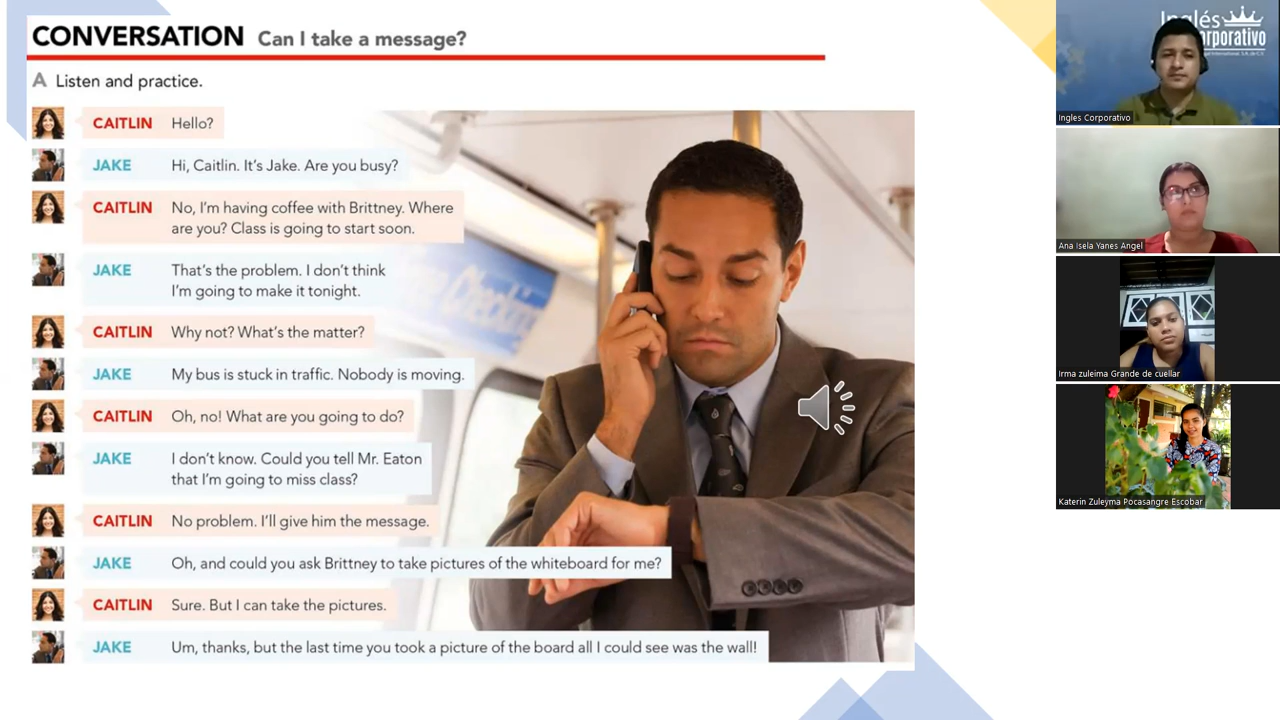 CONVERSATION Can I take a message?
A Listen and practice.
CAITLIN Hello?
JAKE Hi, Caitlin. It's Jake. Are you busy?
CAITLIN No, I'm having coffee with Brittney. Where
are you? Class is going to start soon.
JAKE That's the problem. I don't think
I'm going to make it tonight.
CAITLIN Why not? What's the matter?
JAKE My bus is stuck in traffic. Nobody is moving.
CAITLIN Oh, no! What are you going to do?
JAKE I don't know. Could you tell Mr. Eaton
that I'm going to miss class?
CAITLIN No problem. I'll give him the message.
JAKE Oh, and could you ask Brittney to take pictures of the whiteboard for me?
CAITLIN Sure. But I can take the pictures.
JAKE Um, thanks, but the last time you took a picture of the board all I could see was the wall!
Inglés
Corporativo
Ingles Corporativo
Ana Isela Yanes Angel
Irma zuleima Grande de cuellar
Katerin Zuleyma Pocasangre Escobar